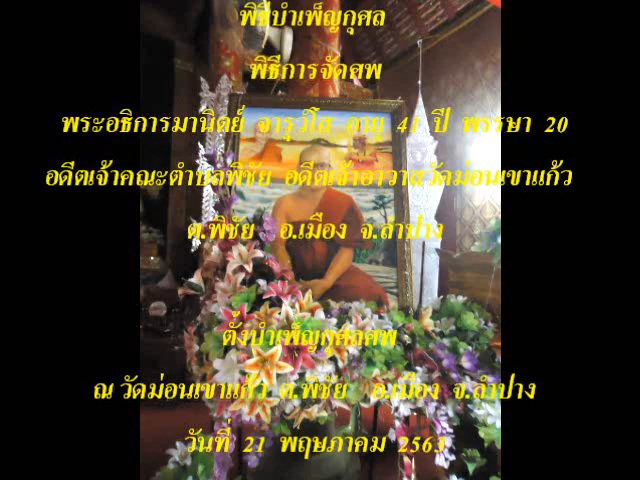 พิธีบำเพ็ญกุศล
พิธีการจัดศพ
พระอธิการมานิตย์ จารุวํโส อายุ 41 ปี พรรษา 20
อดีตเจ้าคณะตำบลพิชัย อดีตเจ้าอาวาสวัดม่อนเขาแก้ว
ต.พิชัย อ.เมือง จ.ลำปาง
ตั้งบำเพ็ญกุศลศพ
ณ วัดม่อนเขาแก้ว ต.พิชัย อ.เมือง จ.ลำปาง
วันที่ 21 พฤษภาคม 2563